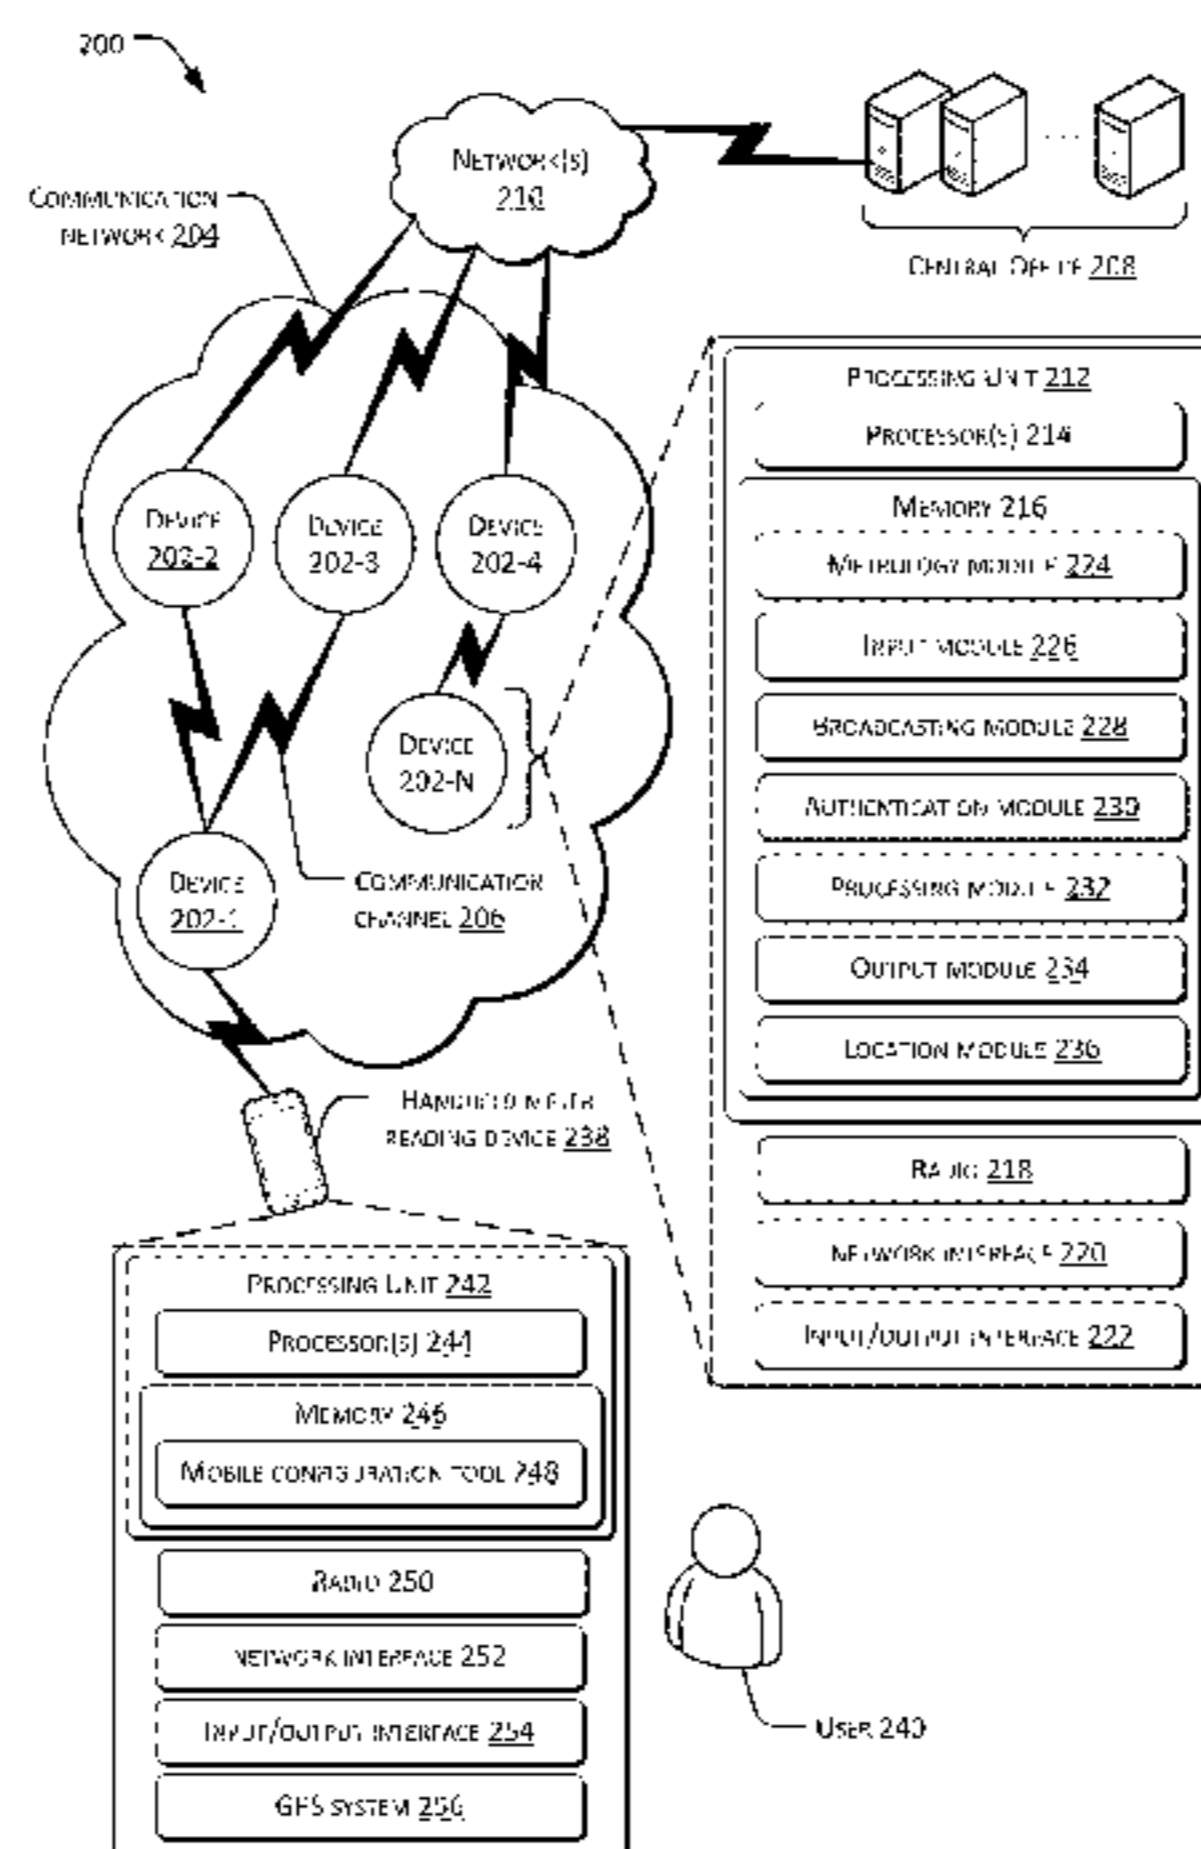 200
NETWORK(S)
210
COMMUNICATION
NETWORK 204
CENTRAL OFFICE 208
PROCESSING UNIT 212
PROCESSOR(S) 214
MEMORY 216
METROLOGY MODULE 224
INPUT MODULE 226
BROADCASTING MODULE 228
AUTHENTICATION MODULE 230
PROCESSING MODULE 232
OUTPUT MODULE 234
LOCATION MODULE 236
RADIO 218
NETWORK INTERFACE 220
INPUT/OUTPUT INTERFACE 222
DEVICE
202-2
DEVICE
202-3
DEVICE
202-4
DEVICE
202-N
DEVICE
202-1
COMMUNICATION
CHANNEL 206
HANDHELD METER
READING DEVICE 238
PROCESSING UNIT 242
PROCESSOR(S) 244
MEMORY 246
MOBILE CONFIGURATION TOOL 248
RADIO 250
NETWORK INTERFACE 252
INPUT/OUTPUT INTERFACE 254
GPS SYSTEM 256
USER 240